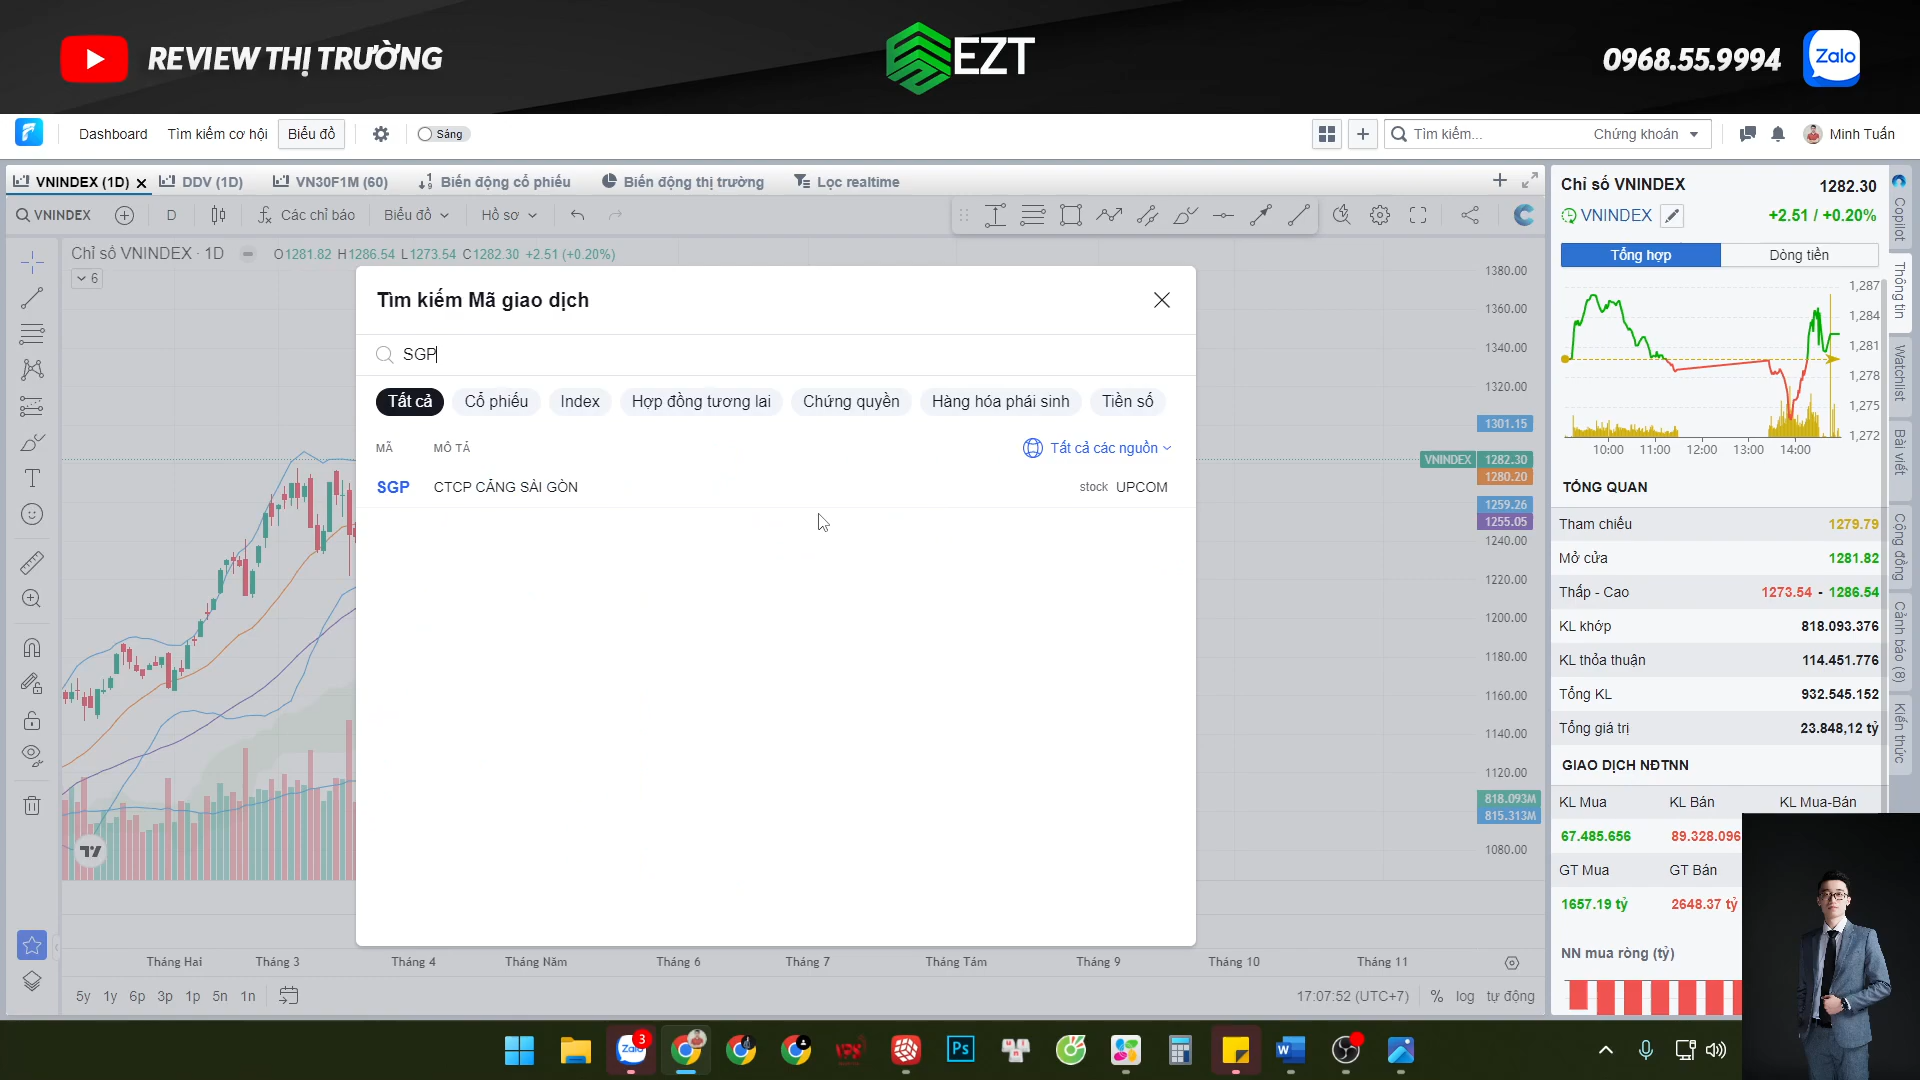 REVIEW THỊ TRƯỜNG
EZT
0968.55.9994
Zalo
Dashboard
Tìm kiếm cơ hội
Biểu đồ
Sáng
Tìm kiếm...
Chứng khoán
Minh Tuấn
VNINDEX (1D)
DDV (1D)
VN30F1M (60)
Biến động cổ phiếu
Biến động thị trường
Lọc realtime
VNINDEX
D
Các chỉ báo
Biểu đồ
Hồ sơ
Chỉ số VNINDEX · 1D
O1281.82 H1286.54 L1273.54 C1282.30 +2.51 (+0.20%)
6
Tìm kiếm Mã giao dịch
SGP
Tất cả
Cổ phiếu
Index
Hợp đồng tương lai
Chứng quyền
Hàng hóa phái sinh
Tiền số
MÃ
MÔ TẢ
Tất cả các nguồn
SGP
CTCP CẢNG SÀI GÒN
stock
UPCOM
1380.00
1360.00
1340.00
1320.00
1301.15
VNINDEX 1282.30
1280.20
1259.26
1255.05
1240.00
1220.00
1200.00
1180.00
1160.00
1140.00
1120.00
818.093M
815.313M
1080.00
Tháng Hai
Tháng 3
Tháng 4
Tháng Năm
Tháng 6
Tháng 7
Tháng Tám
Tháng 9
Tháng 10
Tháng 11
5y
1y
6p
3p
1p
5n
1n
17:07:52 (UTC+7)
%
log
tự động
Chỉ số VNINDEX
1282.30
VNINDEX
+2.51 / +0.20%
Tổng hợp
Dòng tiền
1,287
1,284
1,281
1,278
1,275
1,272
10:00
11:00
12:00
13:00
14:00
TỔNG QUAN
Tham chiếu 1279.79
Mở cửa 1281.82
Thấp - Cao 1273.54 - 1286.54
KL khớp 818.093.376
KL thỏa thuận 114.451.776
Tổng KL 932.545.152
Tổng giá trị 23.848,12 tỷ
GIAO DỊCH NĐTNN
KL Mua
KL Bán
KL Mua-Bán
67.485.656
89.328.096
GT Mua
GT Bán
1657.19 tỷ
2648.37 tỷ
NN mua ròng (tỷ)
Copilot
Thông tin
Watchlist
Bài viết
Cộng đồng
Cảnh báo (8)
Kiến thức
Zalo
3
Ps